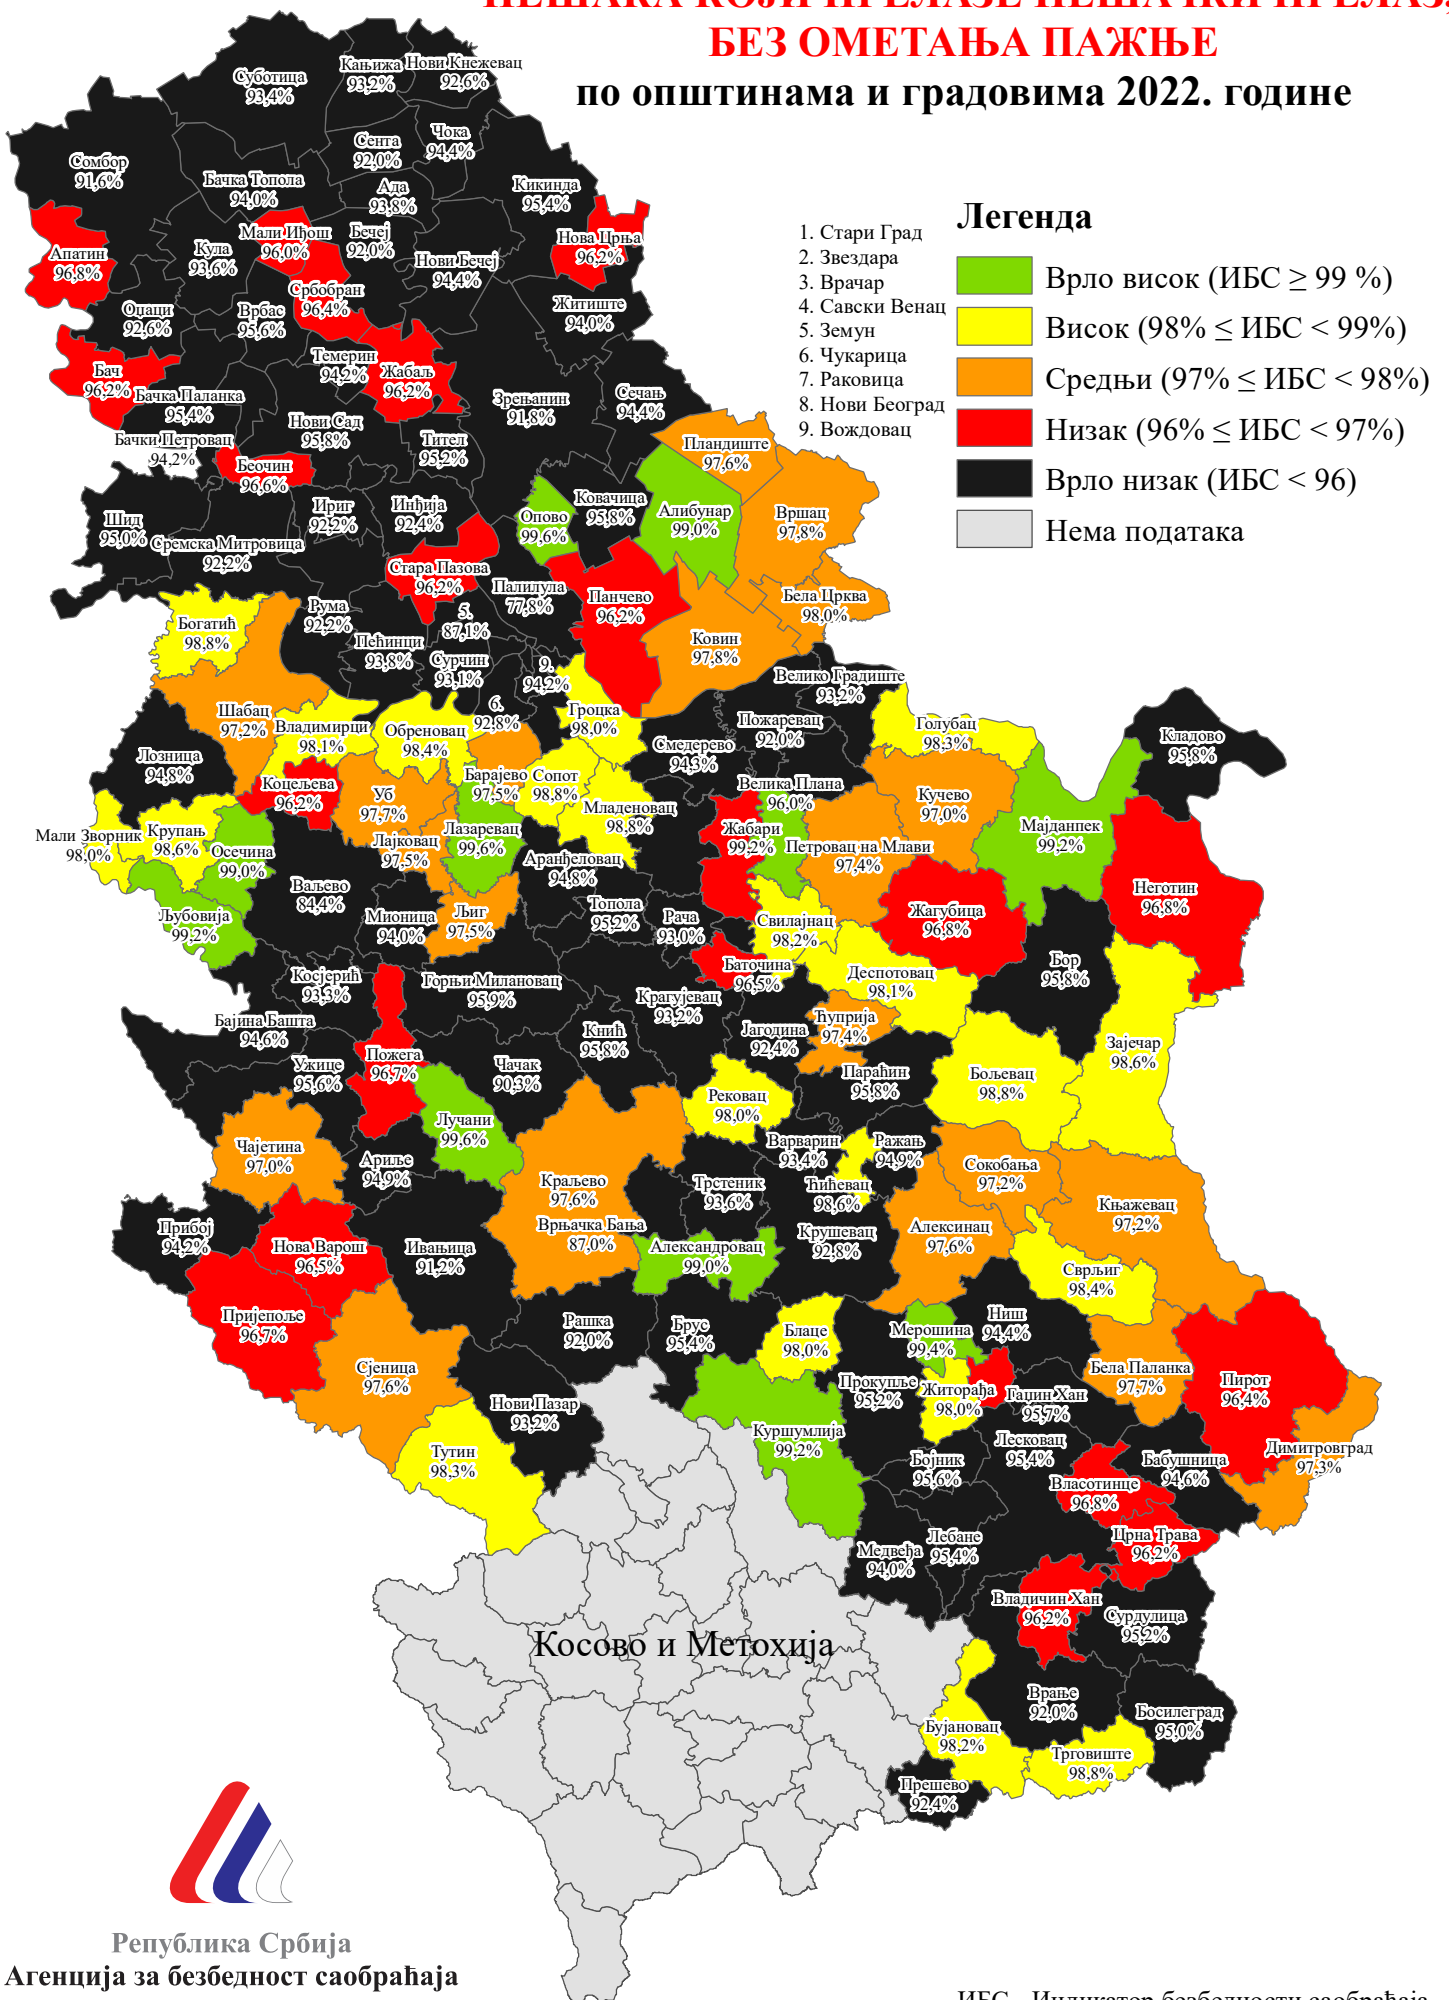 ПЕШАКА КОЈИ ПРЕЛАЗЕ ПЕШАЧКИ ПРЕЛАЗ,
БЕЗ ОМЕТАЊА ПАЖЊЕ
по општинама и градовима 2022. године
Легенда
Врло висок (ИБС ≥ 99 %)
Висок (98% ≤ ИБС < 99%)
Средњи (97% ≤ ИБС < 98%)
Низак (96% ≤ ИБС < 97%)
Врло низак (ИБС < 96)
Нема података
1. Стари Град
2. Звездара
3. Врачар
4. Савски Венац
5. Земун
6. Чукарица
7. Раковица
8. Нови Београд
9. Вождовац
Суботица
93,4%
Кањижа
93,2%
Нови Кнежевац
92,6%
Сента
92,0%
Чока
94,4%
Сомбор
91,6%
Бачка Топола
94,0%
Ада
93,8%
Кикинда
95,4%
Апатин
96,8%
Кула
93,6%
Мали Иђош
96,0%
Бечеј
92,0%
Нови Бечеј
94,4%
Нова Црња
96,2%
Оџаци
92,6%
Врбас
95,6%
Србобран
96,4%
Житиште
94,0%
Бач
96,2%
Бачка Паланка
95,4%
Темерин
94,2%
Жабаљ
96,2%
Зрењанин
91,8%
Сечањ
94,4%
Бачки Петровац
94,2%
Нови Сад
95,8%
Тител
95,2%
Пландиште
97,6%
Беочин
96,6%
Шид
95,0%
Сремска Митровица
92,2%
Ириг
92,2%
Инђија
92,4%
Опово
99,6%
Ковачица
95,8%
Алибунар
99,0%
Вршац
97,8%
Стара Пазова
96,2%
Палилула
77,8%
Панчево
96,2%
Бела Црква
98,0%
Богатић
98,8%
Рума
92,2%
Пећинци
93,8%
5.
87,1%
Сурчин
93,1%
9.
94,2%
Ковин
97,8%
Велико Градиште
93,2%
Шабац
97,2%
Владимирци
98,1%
Обреновац
98,4%
6.
92,8%
Гроцка
98,0%
Пожаревац
92,0%
Голубац
98,3%
Кладово
95,8%
Лозница
94,8%
Коцељева
96,2%
Уб
97,7%
Барајево
97,5%
Сопот
98,8%
Смедерево
94,3%
Велика Плана
96,0%
Кучево
97,0%
Мали Зворник
98,0%
Крупањ
98,6%
Осечина
99,0%
Лајковац
97,5%
Лазаревац
99,6%
Младеновац
98,8%
Жабари
99,2%
Петровац на Млави
97,4%
Мајданпек
99,2%
Аранђеловац
94,8%
Ваљево
84,4%
Неготин
96,8%
Љубовија
99,2%
Мионица
94,0%
Љиг
97,5%
Топола
95,2%
Рача
93,0%
Свилајнац
98,2%
Жагубица
96,8%
Косјерић
93,3%
Горњи Милановац
95,9%
Баточина
96,5%
Деспотовац
98,1%
Бор
95,8%
Бајина Башта
94,6%
Крагујевац
93,2%
Кнић
95,8%
Јагодина
92,4%
Ћуприја
97,4%
Зајечар
98,6%
Ужице
95,6%
Пожега
96,7%
Чачак
90,3%
Параћин
95,8%
Бољевац
98,8%
Рековац
98,0%
Лучани
99,6%
Чајетина
97,0%
Ариље
94,9%
Варварин
93,4%
Ражањ
94,9%
Сокобања
97,2%
Краљево
97,6%
Трстеник
93,6%
Ћићевац
98,6%
Књажевац
97,2%
Прибој
94,2%
Нова Варош
96,5%
Ивањица
91,2%
Врњачка Бања
87,0%
Александровац
99,0%
Крушевац
92,8%
Алексинац
97,6%
Сврљиг
98,4%
Пријепоље
96,7%
Рашка
92,0%
Брус
95,4%
Блаце
98,0%
Мерошина
99,4%
Ниш
94,4%
Сјеница
97,6%
Бела Паланка
97,7%
Пирот
96,4%
Нови Пазар
93,2%
Прокупље
95,2%
Житорађа
98,0%
Гаџин Хан
95,7%
Куршумлија
99,2%
Тутин
98,3%
Бојник
95,6%
Лесковац
95,4%
Бабушница
94,6%
Димитровград
97,3%
Власотинце
96,8%
Медвеђа
94,0%
Лебане
95,4%
Црна Трава
96,2%
Владичин Хан
96,2%
Сурдулица
95,2%
Косово и Метохија
Врање
92,0%
Босилеград
95,0%
Бујановац
98,2%
Трговиште
98,8%
Прешево
92,4%
Република Србија
Агенција за безбедност саобраћаја
ИБС - Индикатор безбедности саобраћаја